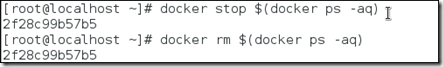 [root@localhost ~]# docker stop $(docker ps -aq)
2f28c99b57b5
[root@localhost ~]# docker rm $(docker ps -aq)
2f28c99b57b5